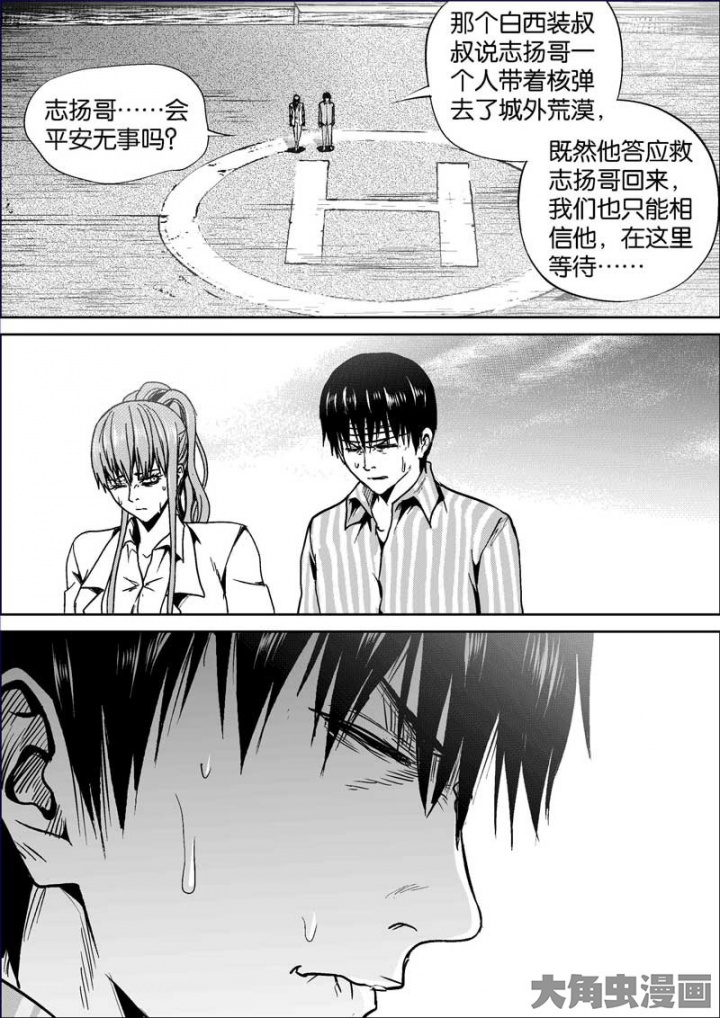 志扬哥……会
平安无事吗？
那个白西装叔
叔说志扬哥一
个人带着核弹
去了城外荒漠，
既然他答应救
志扬哥回来，
我们也只能相
信他，在这里
等待……
H
大角虫漫画